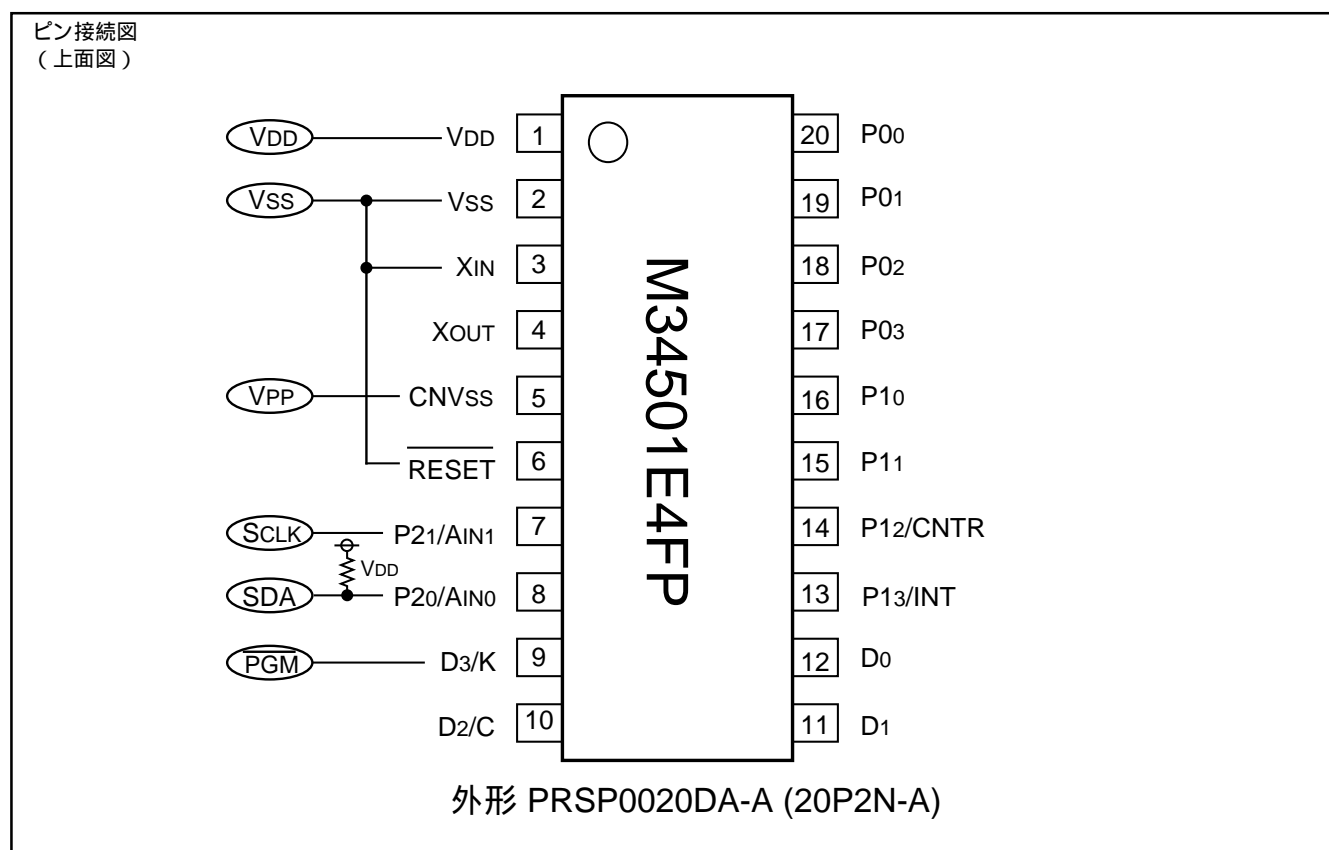 ピン接続図
（上面図）
VDD VDD 1 20 P00
VSS VSS 2 19 P01
XIN 3 18 P02
XOUT 4 17 P03
VPP CNVSS 5 16 P10
RESET 6 15 P11
SCLK P21/AIN1 7 14 P12/CNTR
VDD
SDA P20/AIN0 8 13 P13/INT
PGM D3/K 9 12 D0
D2/C 10 11 D1
M34501E4FP
外形 PRSP0020DA-A (20P2N-A)